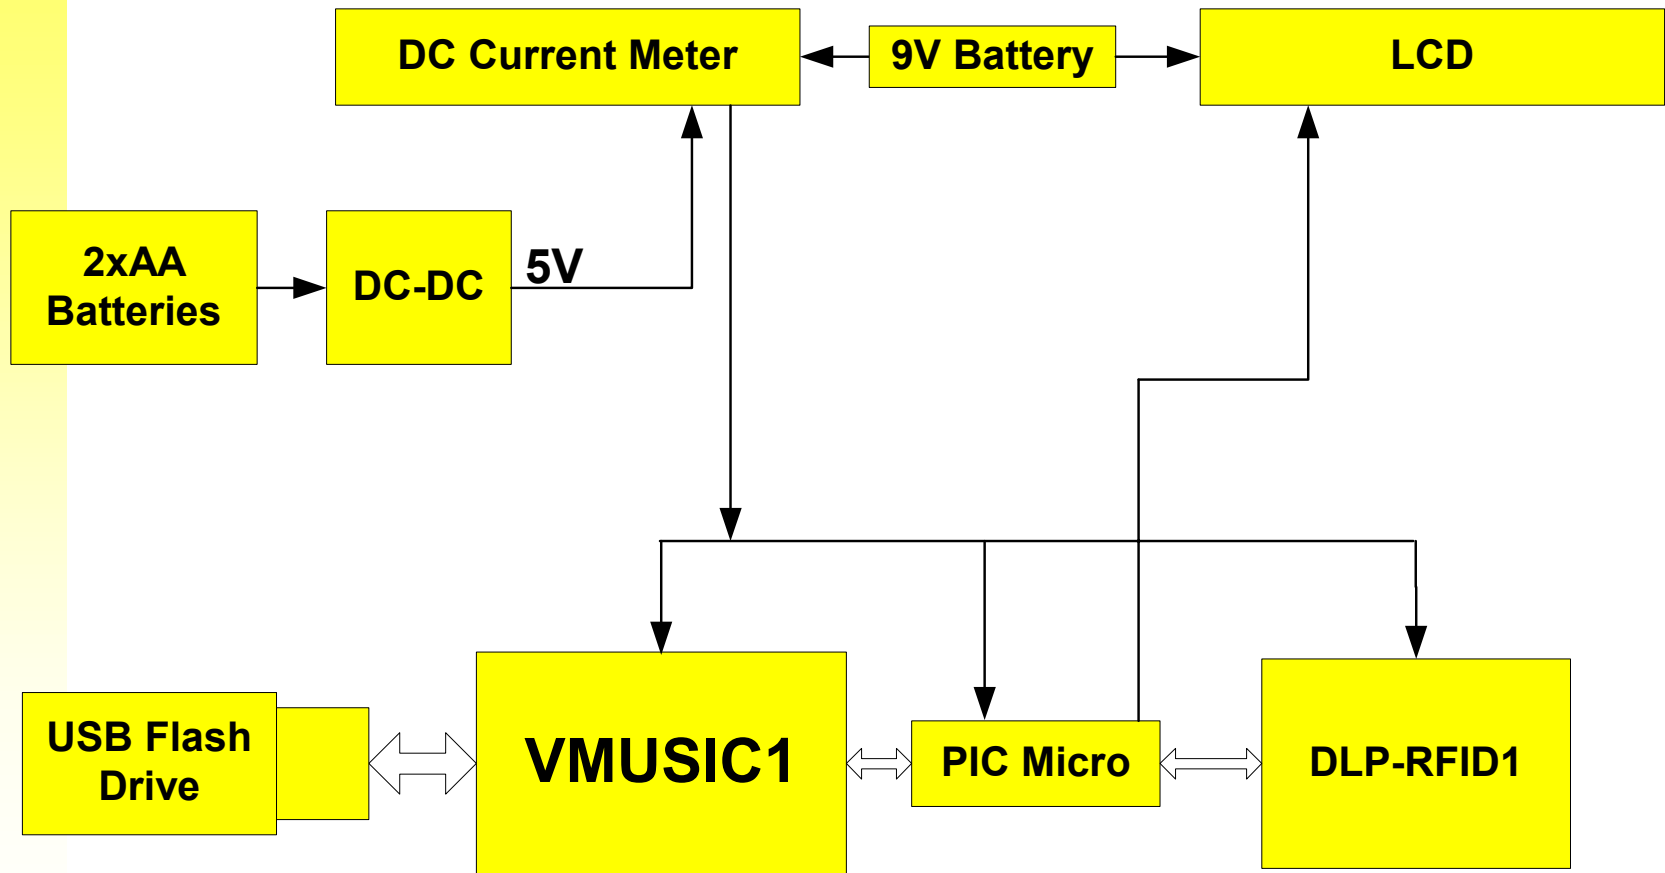 DC Current Meter
9V Battery
LCD
2xAA
Batteries
DC-DC
5V
USB Flash
Drive
VMUSIC1
PIC Micro
DLP-RFID1